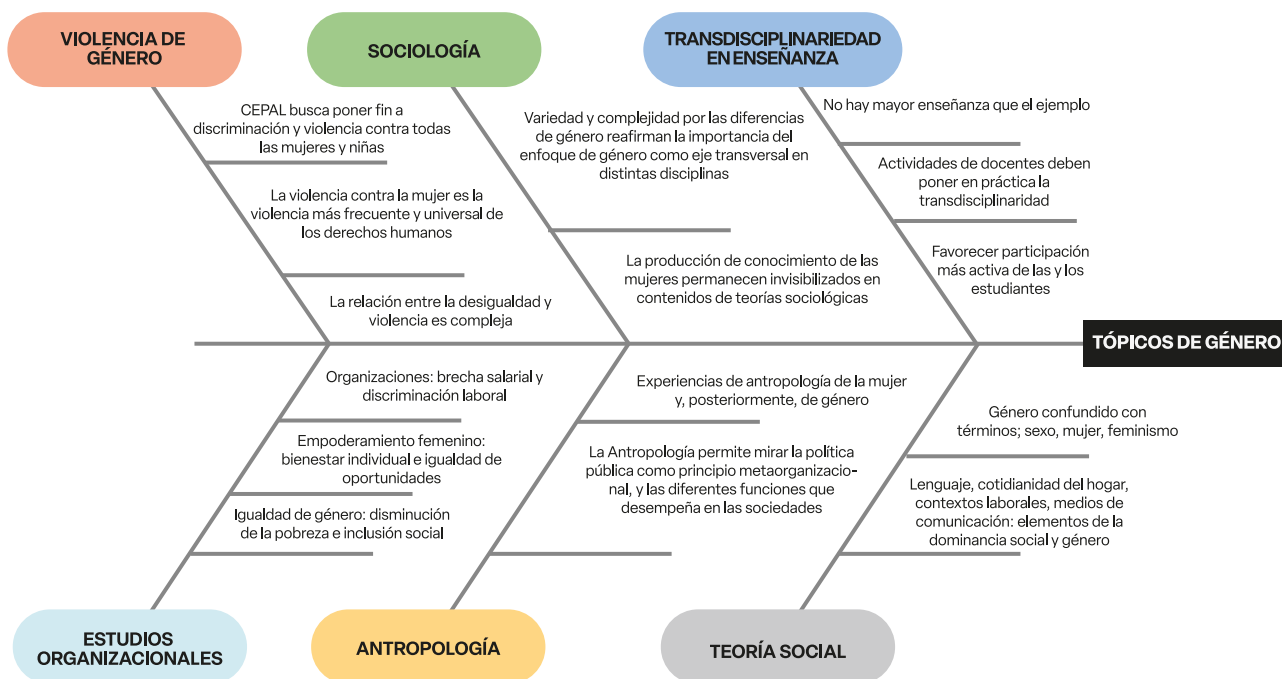 VIOLENCIA DE
GÉNERO
SOCIOLOGÍA
TRANSDISCIPLINARIEDAD
EN ENSEÑANZA
CEPAL busca poner fin a
discriminación y violencia contra todas
las mujeres y niñas
La violencia contra la mujer es la
violencia más frecuente y universal de
los derechos humanos
La relación entre la desigualdad y
violencia es compleja
Variedad y complejidad por las diferencias
de género reafirman la importancia del
enfoque de género como eje transversal en
distintas disciplinas
La producción de conocimiento de las
mujeres permanecen invisibilizados en
contenidos de teorías sociológicas
No hay mayor enseñanza que el ejemplo
Actividades de docentes deben
poner en práctica la
transdisciplinaridad
Favorecer participación
más activa de las y los
estudiantes
TÓPICOS DE GÉNERO
Organizaciones: brecha salarial y
discriminación laboral
Empoderamiento femenino:
bienestar individual e igualdad de
oportunidades
Igualdad de género: disminución
de la pobreza e inclusión social
Experiencias de antropología de la mujer
y, posteriormente, de género
La Antropología permite mirar la política
pública como principio metaorganizacio-
nal, y las diferentes funciones que
desempeña en las sociedades
Género confundido con
términos; sexo, mujer, feminismo
Lenguaje, cotidianidad del hogar,
contextos laborales, medios de
comunicación: elementos de la
dominancia social y género
ESTUDIOS
ORGANIZACIONALES
ANTROPOLOGÍA
TEORÍA SOCIAL